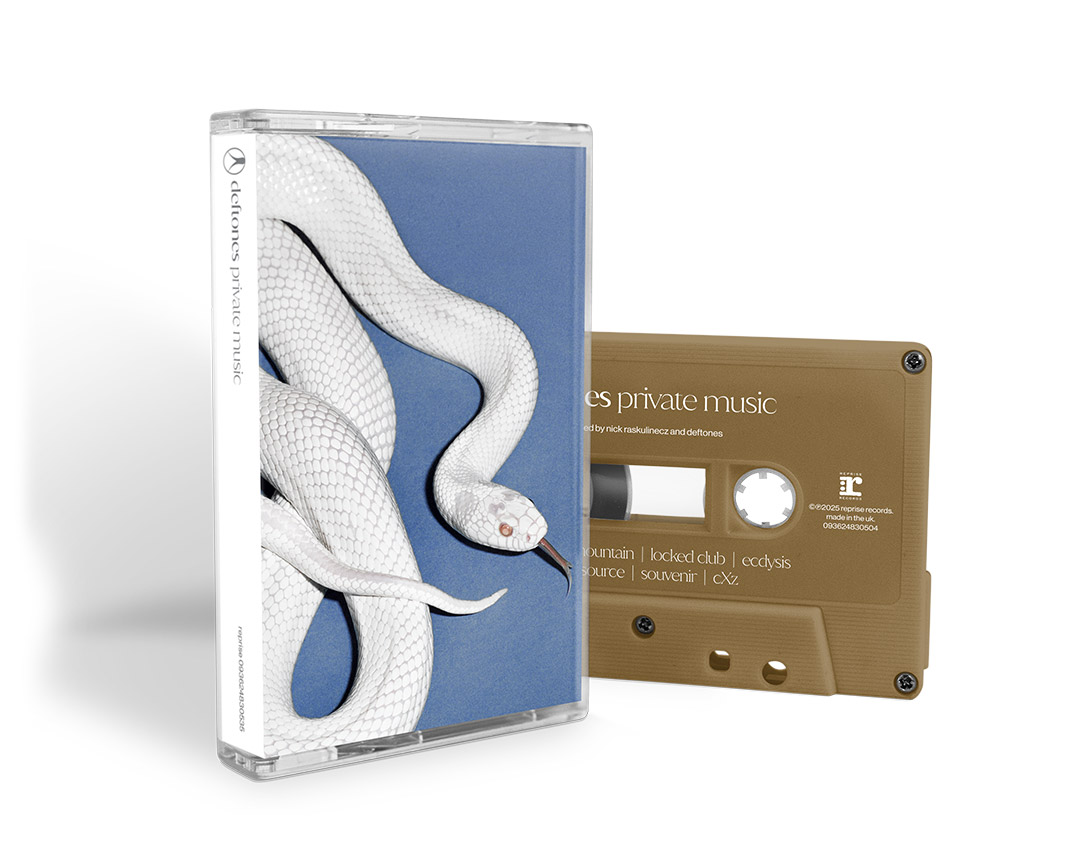 deftones private music
reprise 093624830535
es private music
ed by nick raskulinecz and deftones
REPRISE
r
RECORDS
©℗2025 reprise records.
made in the uk.
093624830504
ountain | locked club | ecdysis
source | souvenir | cXz